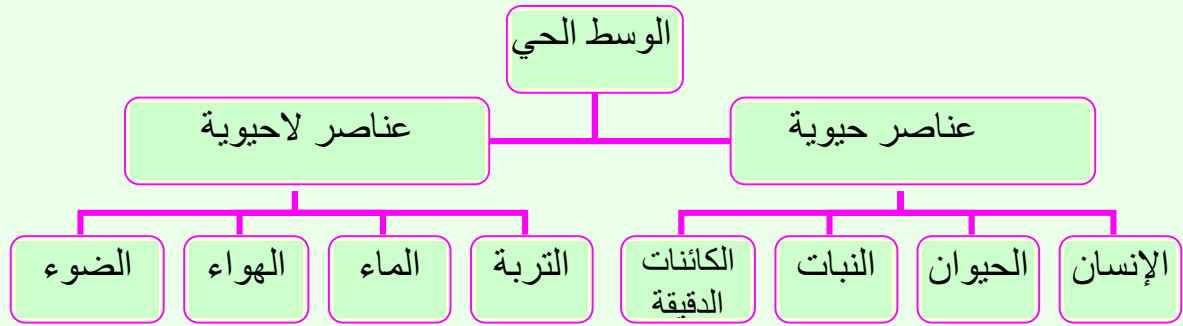 الوسط الحي
عناصر حيوية
عناصر لاحيوية
الإنسان
الحيوان
النبات
الكائنات
الدقيقة
التربة
الماء
الهواء
الضوء